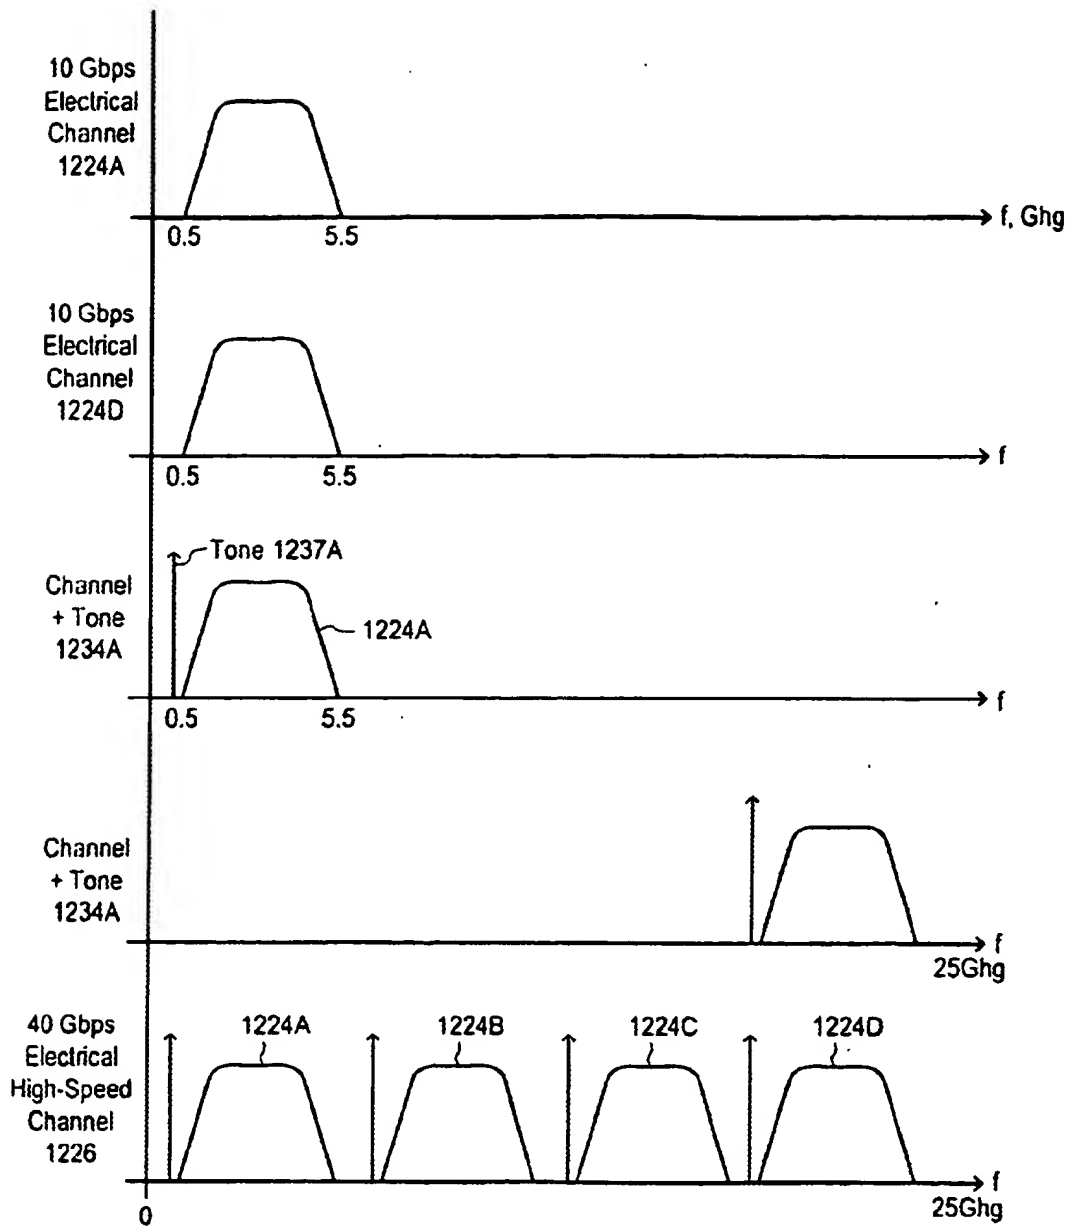 10 Gbps
Electrical
Channel
1224A
0.5
5.5
f, Ghg
10 Gbps
Electrical
Channel
1224D
0.5
5.5
f
Tone 1237A
Channel
+ Tone
1234A
1224A
0.5
5.5
f
Channel
+ Tone
1234A
f
25Ghg
40 Gbps
Electrical
High-Speed
Channel
1226
1224A
1224B
1224C
1224D
f
0
25Ghg